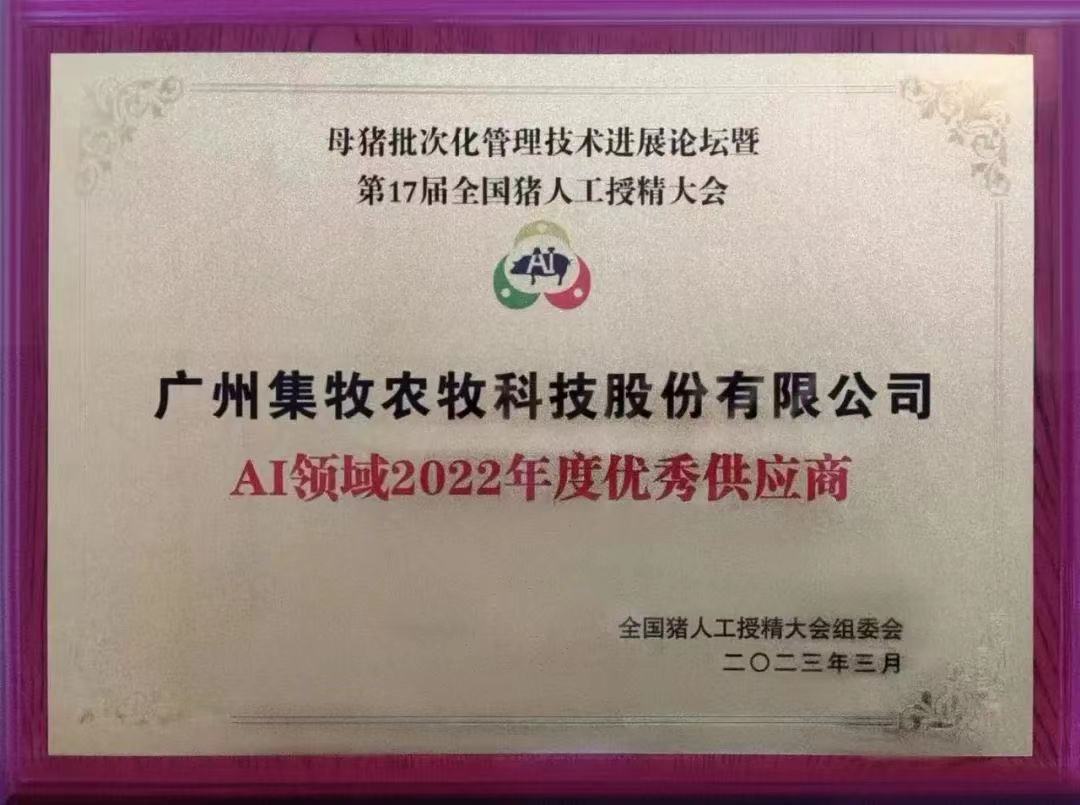 母猪批次化管理技术进展论坛暨
第17届全国猪人工授精大会
AI
广州集牧农牧科技股份有限公司
AI领域2022年度优秀供应商
全国猪人工授精大会组委会
二〇二三年三月